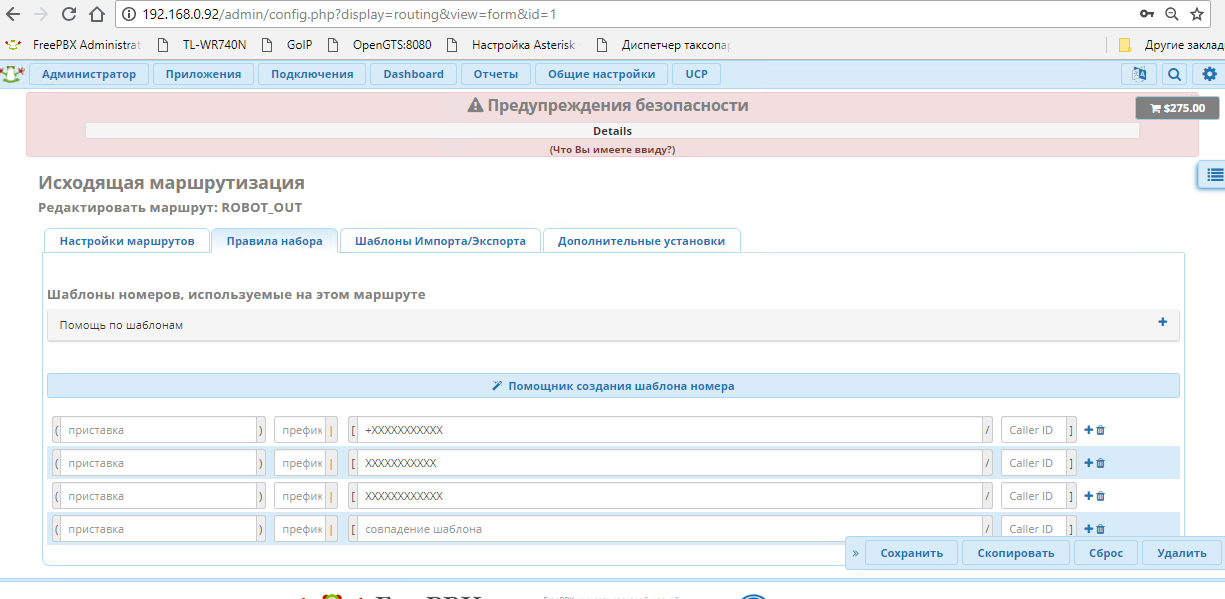 192.168.0.92/admin/config.php?display=routing&view=form&id=1
FreePBX Administrat TL-WR740N GoIP OpenGTS:8080 Настройка Asterisk Диспетчер таксопа Другие заклад
Администратор Приложения Подключения Dashboard Отчеты Общие настройки UCP
Предупреждения безопасности
$275.00
Details
(Что Вы имеете ввиду?)
Исходящая маршрутизация
Редактировать маршрут: ROBOT_OUT
Настройки маршрутов Правила набора Шаблоны Импорта/Экспорта Дополнительные установки
Шаблоны номеров, используемые на этом маршруте
Помощь по шаблонам +
Помощник создания шаблона номера
( приставка ) префик | [ +XXXXXXXXXXX / Caller ID ] +
( приставка ) префик | [ XXXXXXXXXXX / Caller ID ] +
( приставка ) префик | [ XXXXXXXXXXXX / Caller ID ] +
( приставка ) префик | [ совпадение шаблона / Caller ID ] +
» Сохранить Скопировать Сброс Удалить